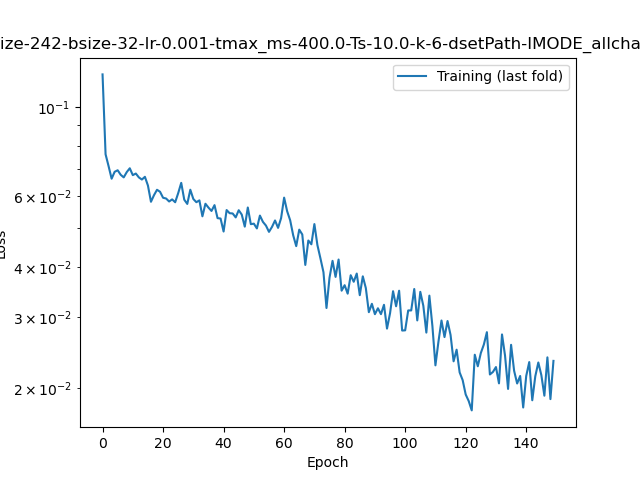 ize-242-bsize-32-lr-0.001-tmax_ms-400.0-Ts-10.0-k-6-dsetPath-IMODE_allcha
Training (last fold)
10⁻¹
6 × 10⁻²
4 × 10⁻²
3 × 10⁻²
2 × 10⁻²
Loss
0 20 40 60 80 100 120 140
Epoch